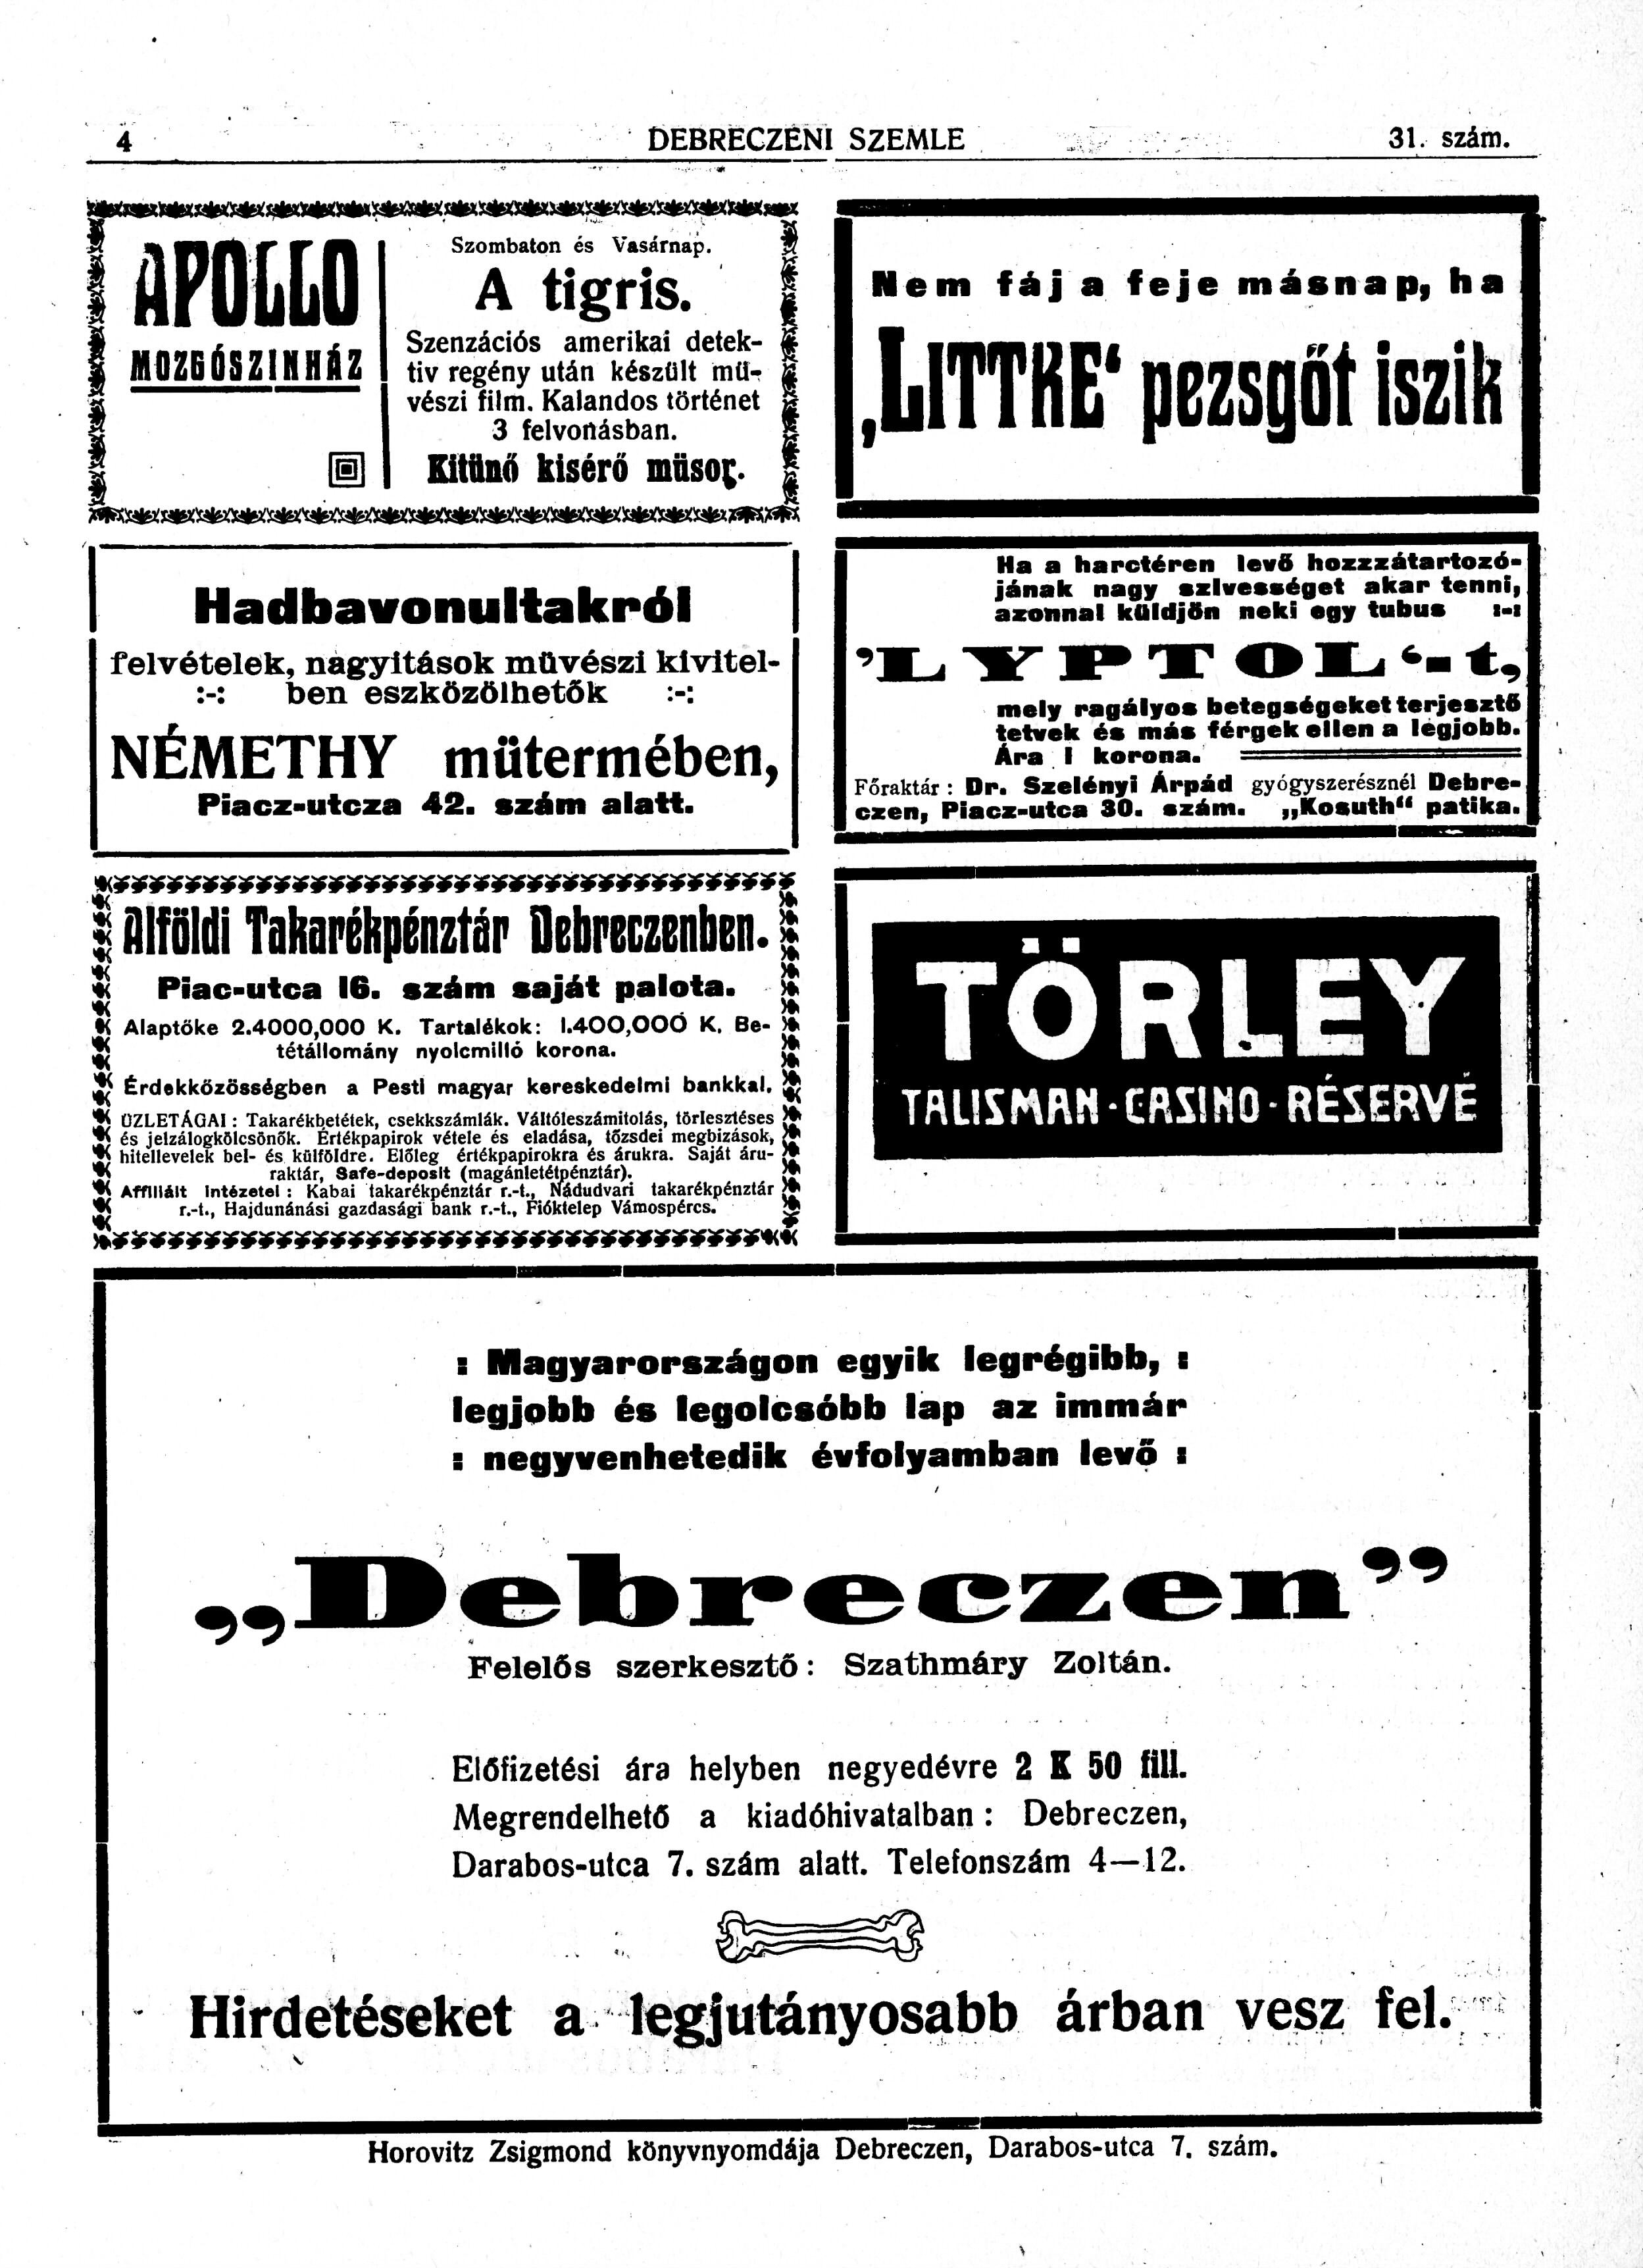 4
DEBRECZENI SZEMLE
31. szám.
APOLLO
MOZGÓSZINHÁZ
Szombaton és Vasárnap.
A tigris.
Szenzációs amerikai detek-
tiv regény után készült mü-
vészi film. Kalandos történet
3 felvonásban.
Kitünő kisérő müsor.
Nem fáj a feje másnap, ha
‚LITTKE‘ pezsgőt iszik
Hadbavonultakról
felvételek, nagyitások művészi kivitel-
:-: ben eszközölhetők :-:
NÉMETHY mütermében,
Piacz-utcza 42. szám alatt.
Ha a harctéren levő hozzzátartozó-
jának nagy szivességet akar tenni,
azonnal küldjön neki egy tubus :-:
’LYPTOL‘-t,
mely ragályos betegségeket terjesztő
tetvek és más férgek ellen a legjobb.
Ára 1 korona.
Főraktár: Dr. Szelényi Árpád gyógyszerésznél Debre-
czen, Piacz-utca 30. szám. „Kosuth“ patika.
Alföldi Takarékpénztár Debreczenben.
Piac-utca 16. szám saját palota.
Alaptőke 2.4000,000 K. Tartalékok: 1.400,000 K. Be-
tétállomány nyolcmilló korona.
Érdekközösségben a Pesti magyar kereskedelmi bankkal.
ÜZLETÁGAI: Takarékbetétek, csekkszámlák. Váltóleszámitolás, törlesztéses
és jelzálogkölcsönök. Értékpapirok vétele és eladása, tőzsdei megbizások,
hitellevelek bel- és külföldre. Előleg értékpapirokra és árukra. Saját áru-
raktár, Safe-deposit (magánletétpénztár).
Affiliált Intézetei: Kabai takarékpénztár r.-t., Nádudvari takarékpénztár
r.-t., Hajdunánási gazdasági bank r.-t., Fióktelep Vámospércs.
TÖRLEY
TALISMAN·CASINO·RÉSERVÉ
: Magyarországon egyik legrégibb, :
legjobb és legolcsóbb lap az immár
: negyvenhetedik évfolyamban levő :
„Debreczen”
Felelős szerkesztő: Szathmáry Zoltán.
Előfizetési ára helyben negyedévre 2 K 50 fill.
Megrendelhető a kiadóhivatalban: Debreczen,
Darabos-utca 7. szám alatt. Telefonszám 4—12.
Hirdetéseket a legjutányosabb árban vesz fel.
Horovitz Zsigmond könyvnyomdája Debreczen, Darabos-utca 7. szám.